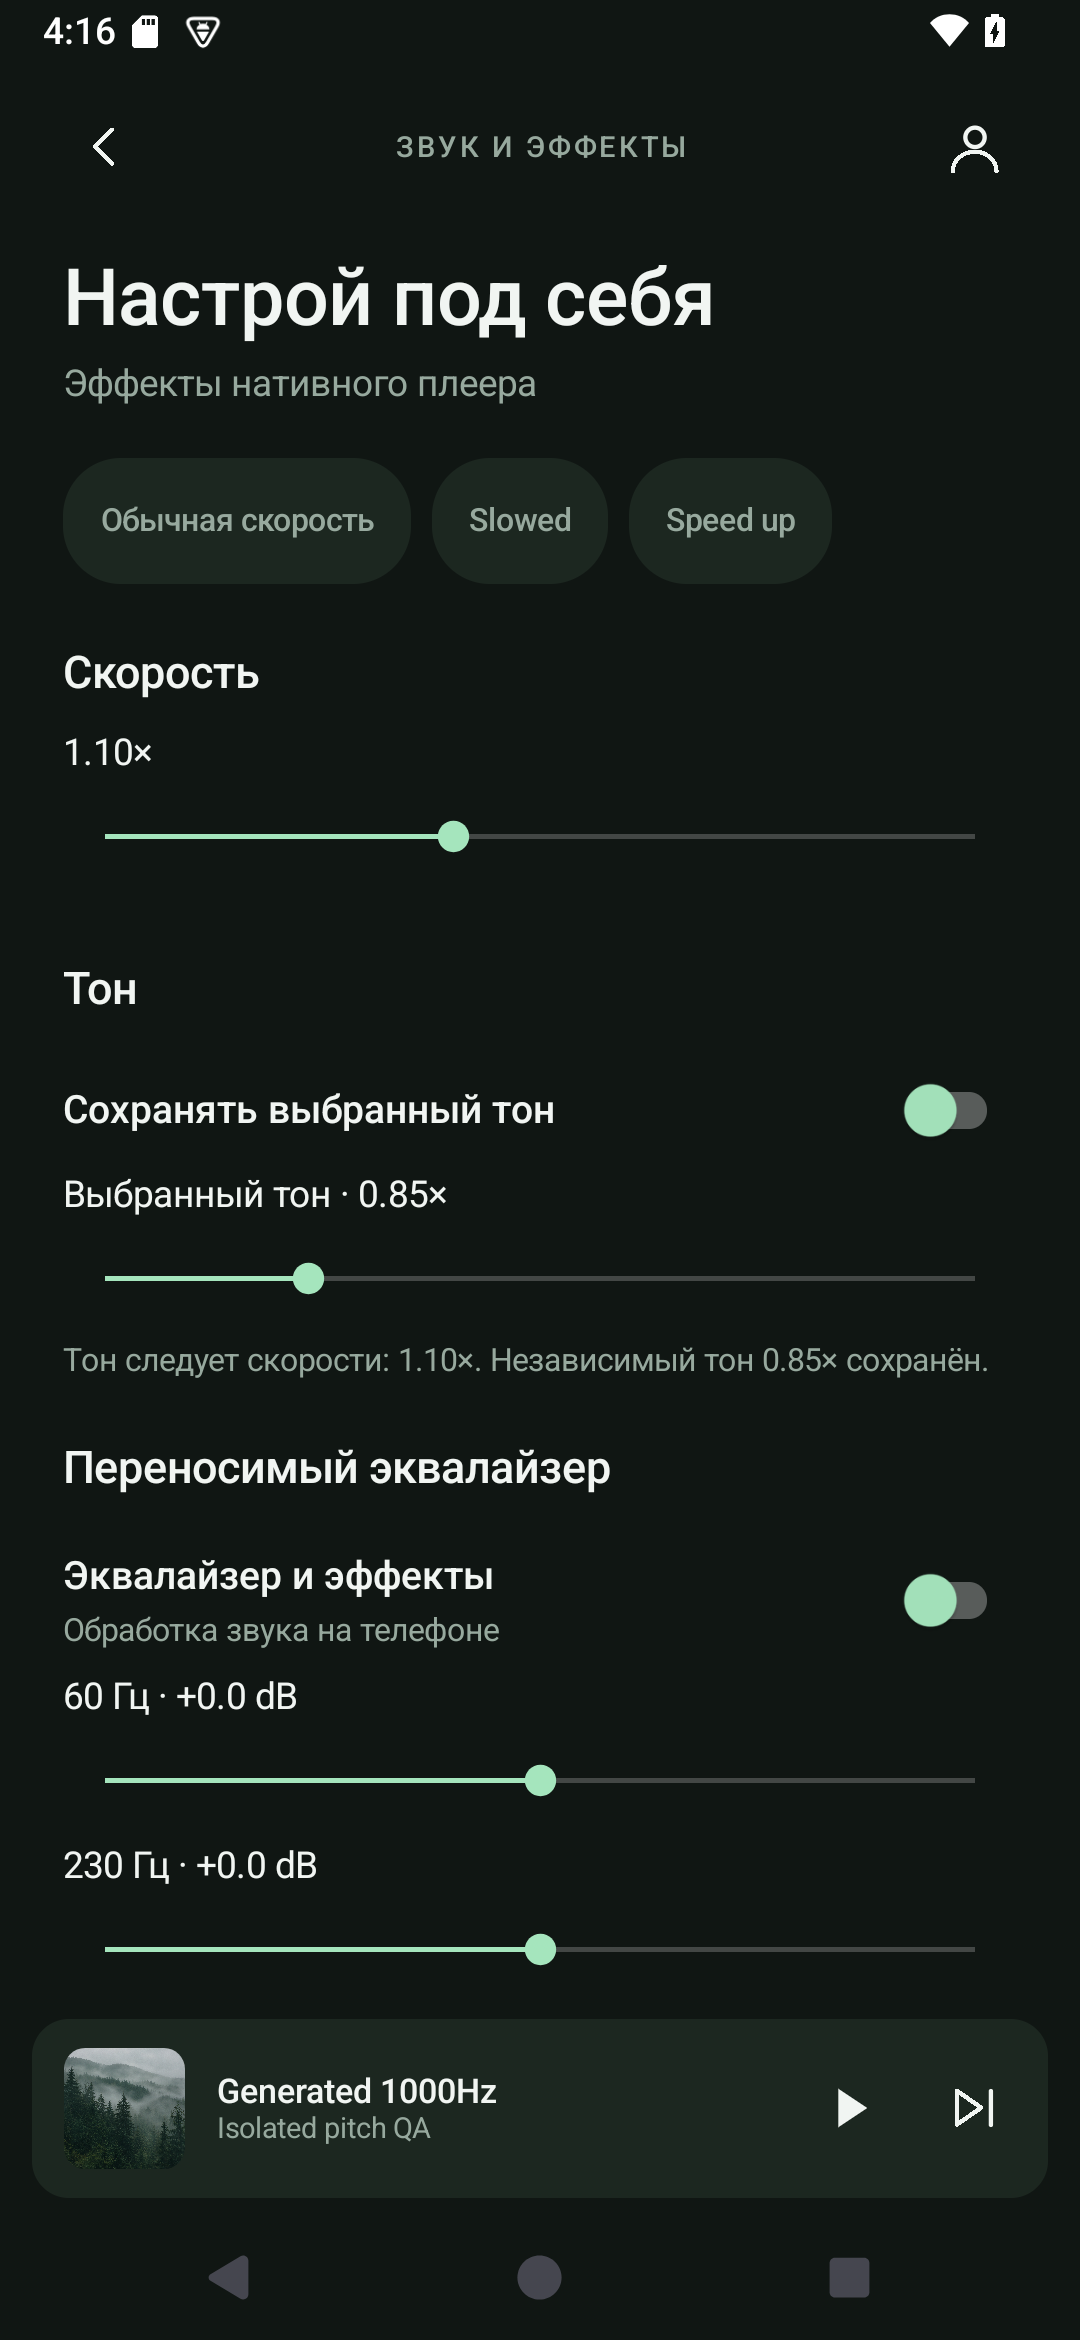 4:16
ЗВУК И ЭФФЕКТЫ
Настрой под себя
Эффекты нативного плеера
Обычная скорость
Slowed
Speed up
Скорость
1.10×
Тон
Сохранять выбранный тон
Выбранный тон · 0.85×
Тон следует скорости: 1.10×. Независимый тон 0.85× сохранён.
Переносимый эквалайзер
Эквалайзер и эффекты
Обработка звука на телефоне
60 Гц · +0.0 dB
230 Гц · +0.0 dB
Generated 1000Hz
Isolated pitch QA